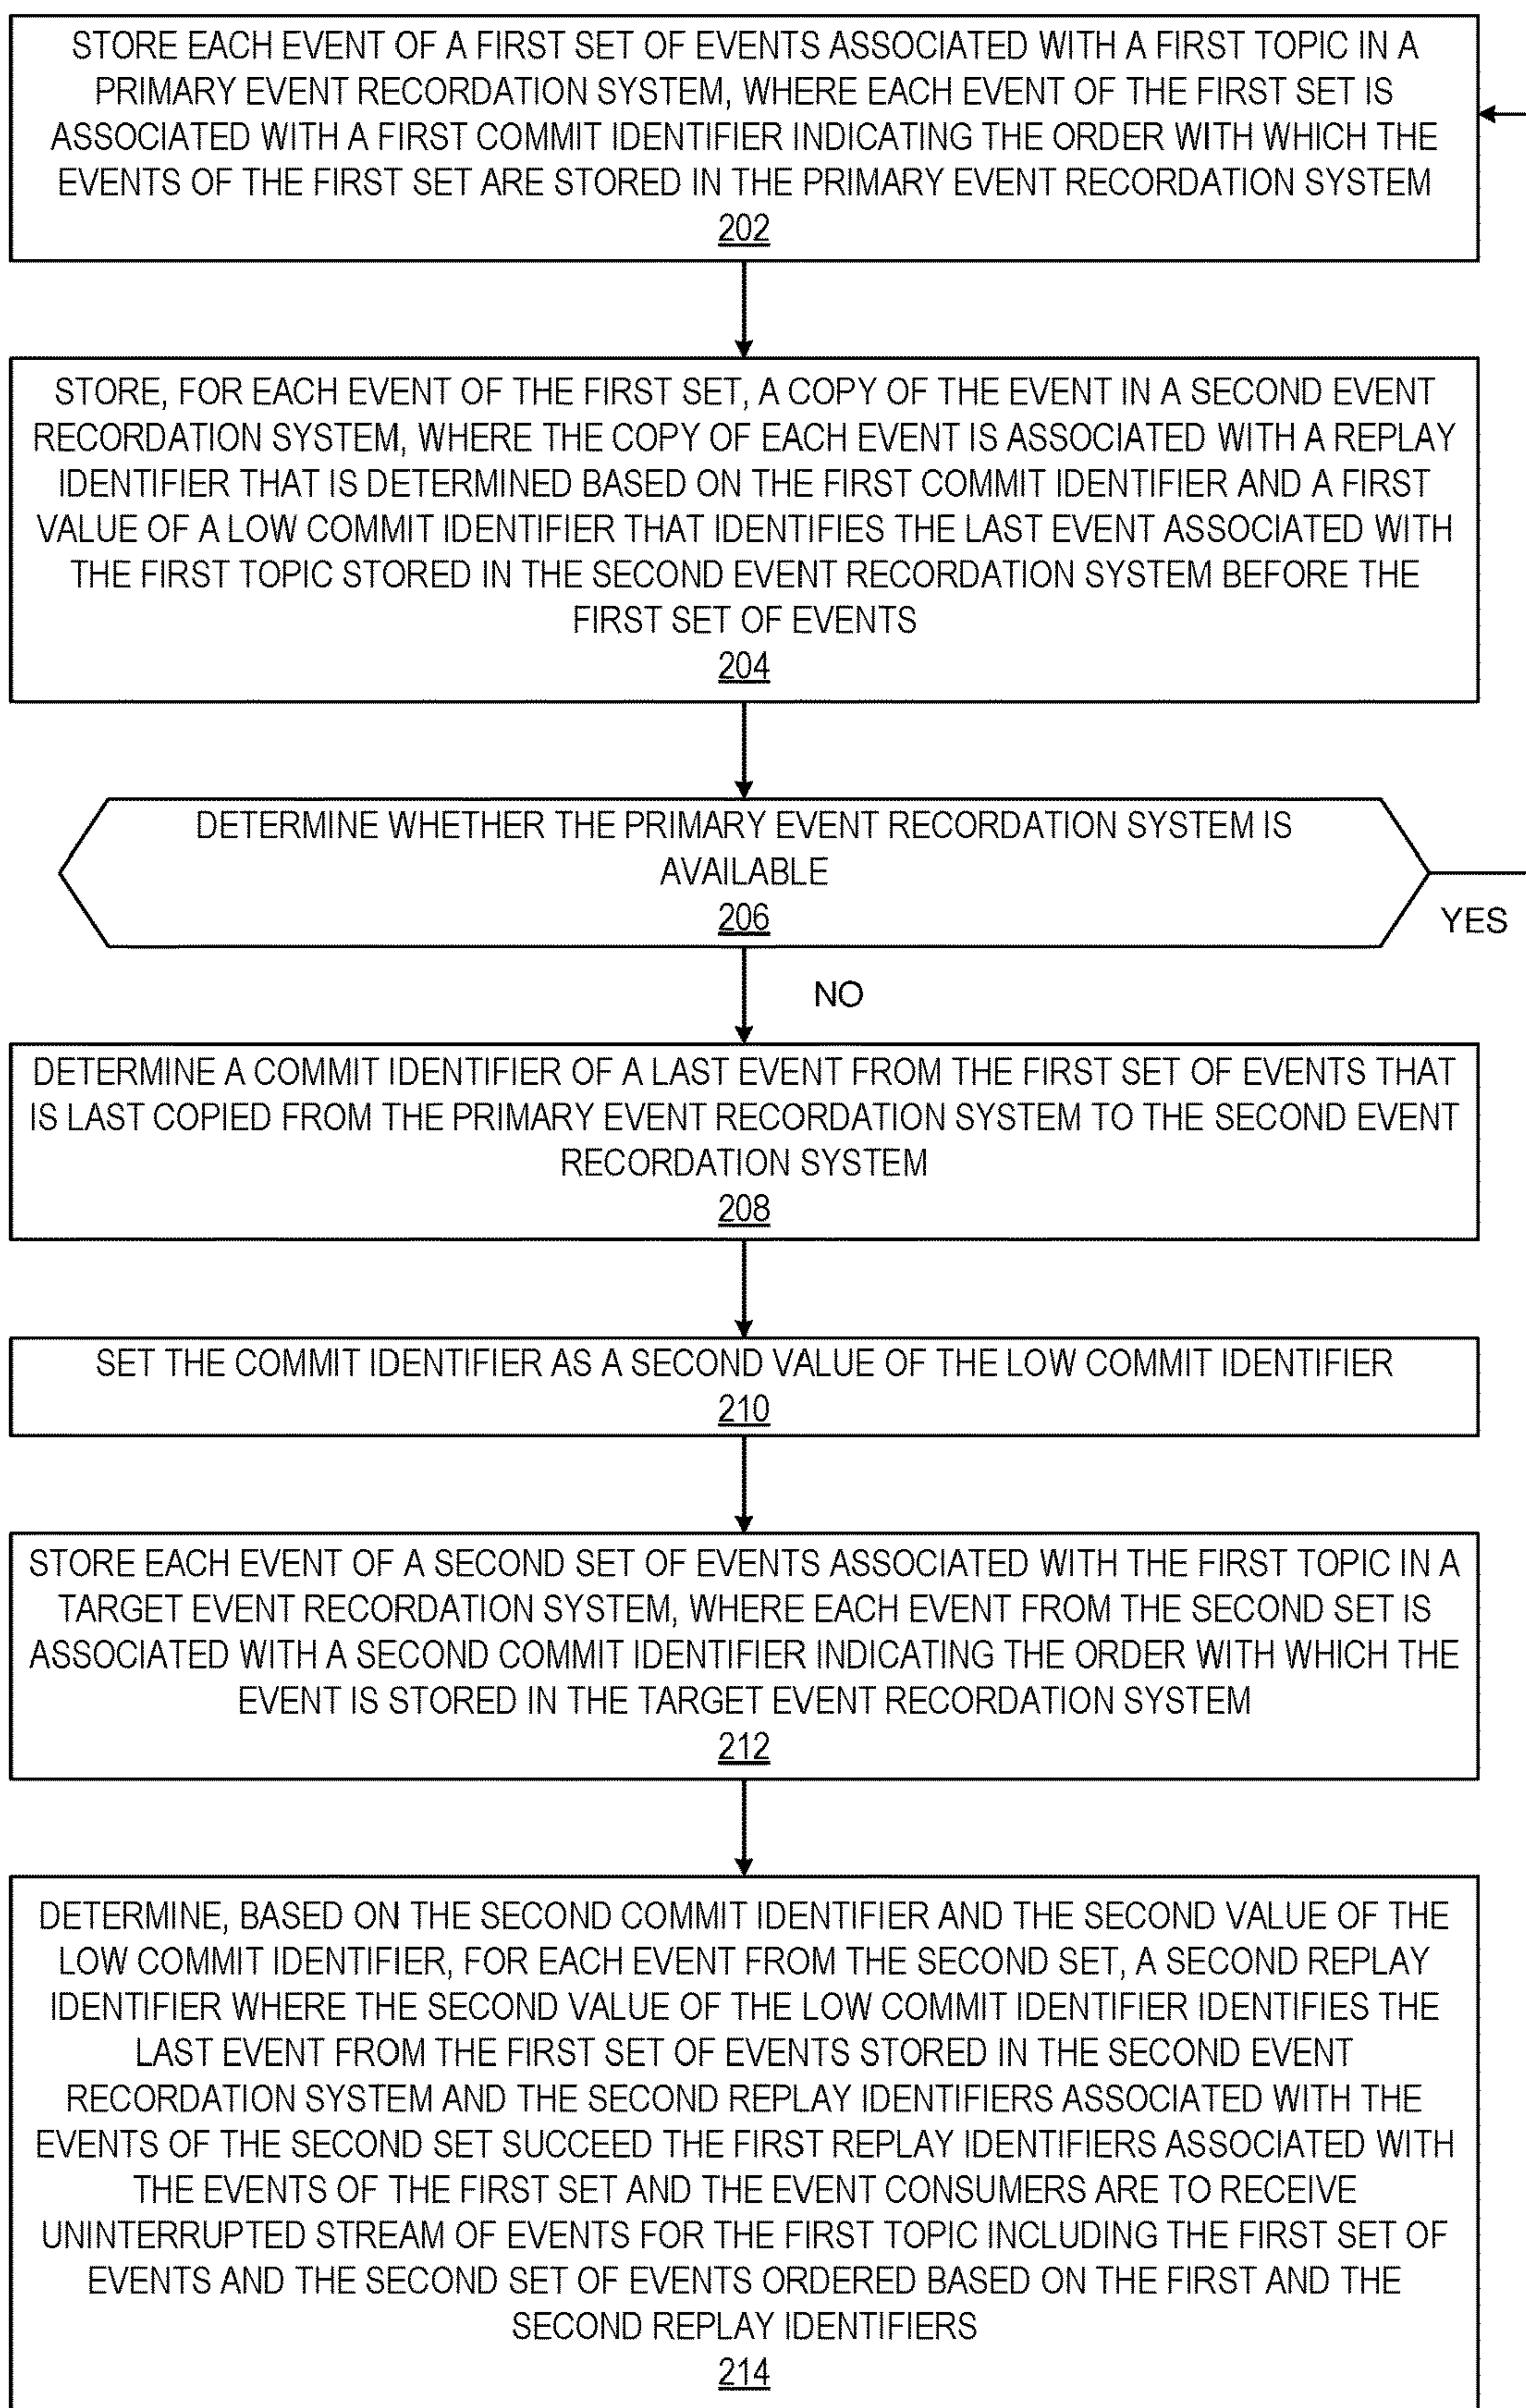 STORE EACH EVENT OF A FIRST SET OF EVENTS ASSOCIATED WITH A FIRST TOPIC IN A
PRIMARY EVENT RECORDATION SYSTEM, WHERE EACH EVENT OF THE FIRST SET IS
ASSOCIATED WITH A FIRST COMMIT IDENTIFIER INDICATING THE ORDER WITH WHICH THE
EVENTS OF THE FIRST SET ARE STORED IN THE PRIMARY EVENT RECORDATION SYSTEM
202
STORE, FOR EACH EVENT OF THE FIRST SET, A COPY OF THE EVENT IN A SECOND EVENT
RECORDATION SYSTEM, WHERE THE COPY OF EACH EVENT IS ASSOCIATED WITH A REPLAY
IDENTIFIER THAT IS DETERMINED BASED ON THE FIRST COMMIT IDENTIFIER AND A FIRST
VALUE OF A LOW COMMIT IDENTIFIER THAT IDENTIFIES THE LAST EVENT ASSOCIATED WITH
THE FIRST TOPIC STORED IN THE SECOND EVENT RECORDATION SYSTEM BEFORE THE
FIRST SET OF EVENTS
204
DETERMINE WHETHER THE PRIMARY EVENT RECORDATION SYSTEM IS
AVAILABLE
206
YES
NO
DETERMINE A COMMIT IDENTIFIER OF A LAST EVENT FROM THE FIRST SET OF EVENTS THAT
IS LAST COPIED FROM THE PRIMARY EVENT RECORDATION SYSTEM TO THE SECOND EVENT
RECORDATION SYSTEM
208
SET THE COMMIT IDENTIFIER AS A SECOND VALUE OF THE LOW COMMIT IDENTIFIER
210
STORE EACH EVENT OF A SECOND SET OF EVENTS ASSOCIATED WITH THE FIRST TOPIC IN A
TARGET EVENT RECORDATION SYSTEM, WHERE EACH EVENT FROM THE SECOND SET IS
ASSOCIATED WITH A SECOND COMMIT IDENTIFIER INDICATING THE ORDER WITH WHICH THE
EVENT IS STORED IN THE TARGET EVENT RECORDATION SYSTEM
212
DETERMINE, BASED ON THE SECOND COMMIT IDENTIFIER AND THE SECOND VALUE OF THE
LOW COMMIT IDENTIFIER, FOR EACH EVENT FROM THE SECOND SET, A SECOND REPLAY
IDENTIFIER WHERE THE SECOND VALUE OF THE LOW COMMIT IDENTIFIER IDENTIFIES THE
LAST EVENT FROM THE FIRST SET OF EVENTS STORED IN THE SECOND EVENT
RECORDATION SYSTEM AND THE SECOND REPLAY IDENTIFIERS ASSOCIATED WITH THE
EVENTS OF THE SECOND SET SUCCEED THE FIRST REPLAY IDENTIFIERS ASSOCIATED WITH
THE EVENTS OF THE FIRST SET AND THE EVENT CONSUMERS ARE TO RECEIVE
UNINTERRUPTED STREAM OF EVENTS FOR THE FIRST TOPIC INCLUDING THE FIRST SET OF
EVENTS AND THE SECOND SET OF EVENTS ORDERED BASED ON THE FIRST AND THE
SECOND REPLAY IDENTIFIERS
214